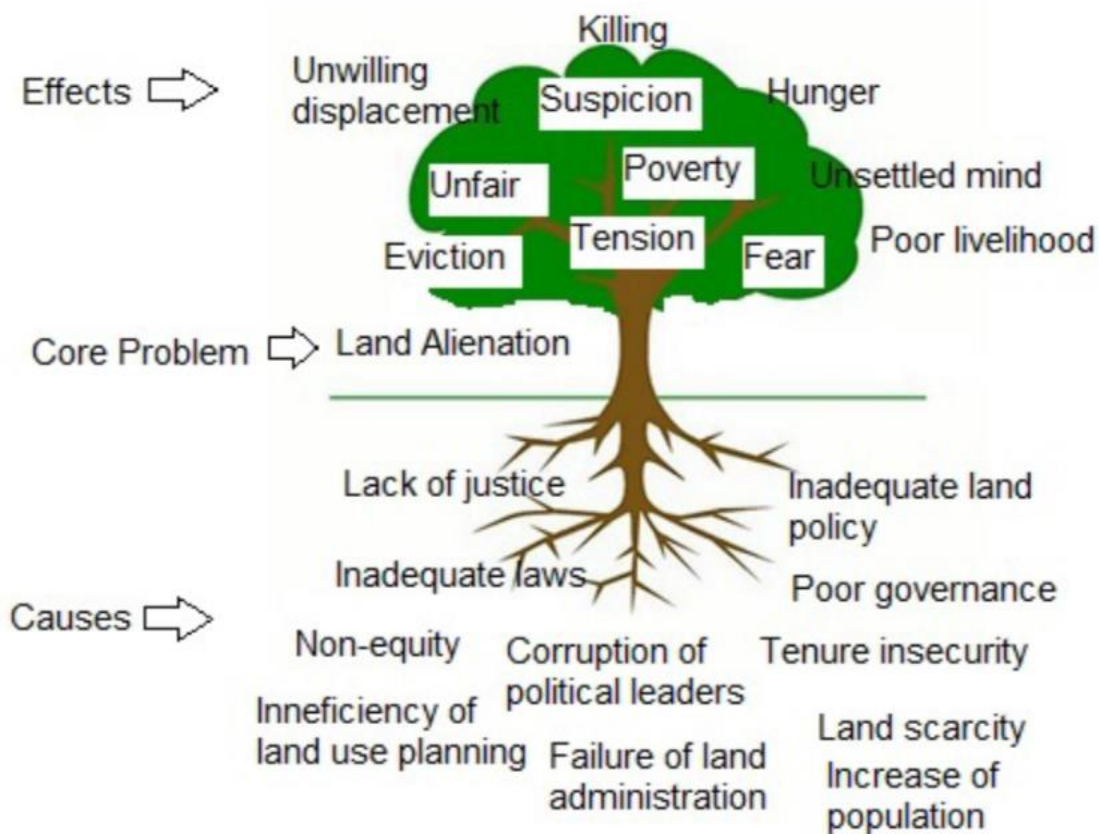 Killing
Effects
Unwilling
displacement
Suspicion
Hunger
Unfair
Poverty
Unsettled mind
Eviction
Tension
Fear
Poor livelihood
Core Problem
Land Alienation
Lack of justice
Inadequate land
policy
Inadequate laws
Poor governance
Causes
Non-equity
Corruption of
political leaders
Tenure insecurity
Inneficiency of
land use planning
Failure of land
administration
Land scarcity
Increase of
population